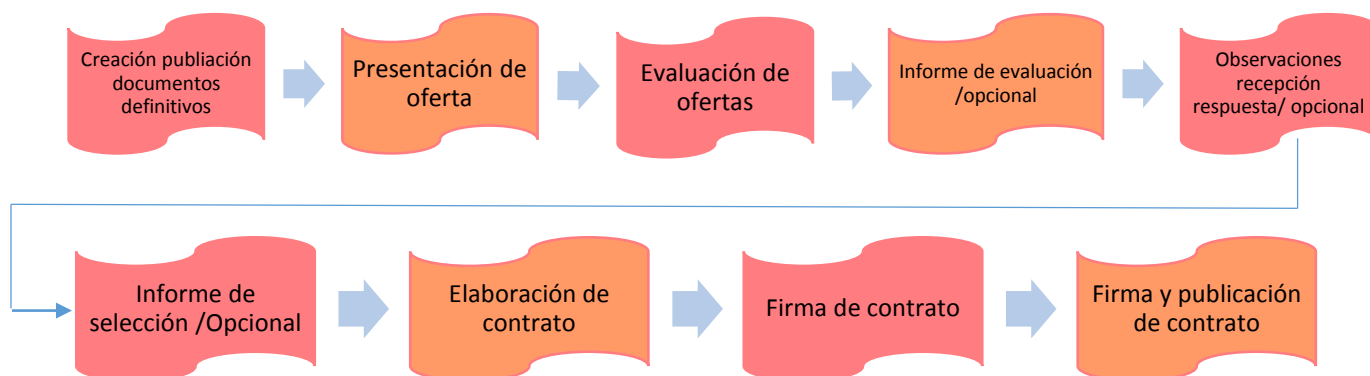 Creación publiación
documentos
definitivos
Presentación de
oferta
Evaluación de
ofertas
Informe de evaluación
/opcional
Observaciones
recepción
respuesta/ opcional
Informe de
selección /Opcional
Elaboración de
contrato
Firma de contrato
Firma y publicación
de contrato